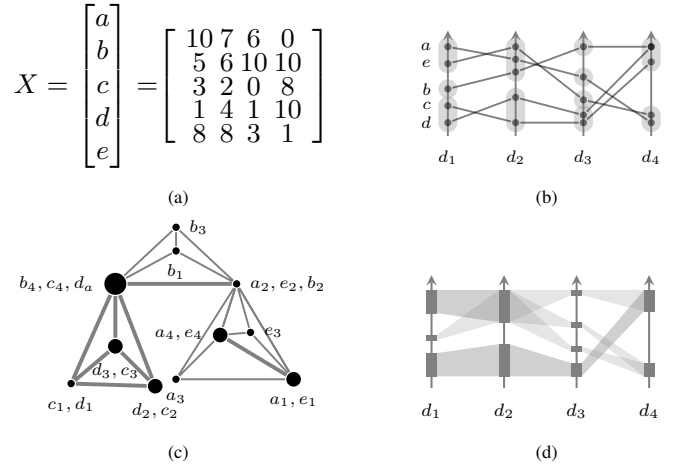 X = [a b c d e] = [
10 7 6 0
5 6 10 10
3 2 0 8
1 4 1 10
8 8 3 1
]
(a)
a
e
b
c
d
d₁ d₂ d₃ d₄
(b)
b₃
b₁
b₄, c₄, dₐ
a₂, e₂, b₂
a₄, e₄
e₃
d₃, c₃
c₁, d₁
d₂, c₂
a₃
a₁, e₁
(c)
d₁ d₂ d₃ d₄
(d)